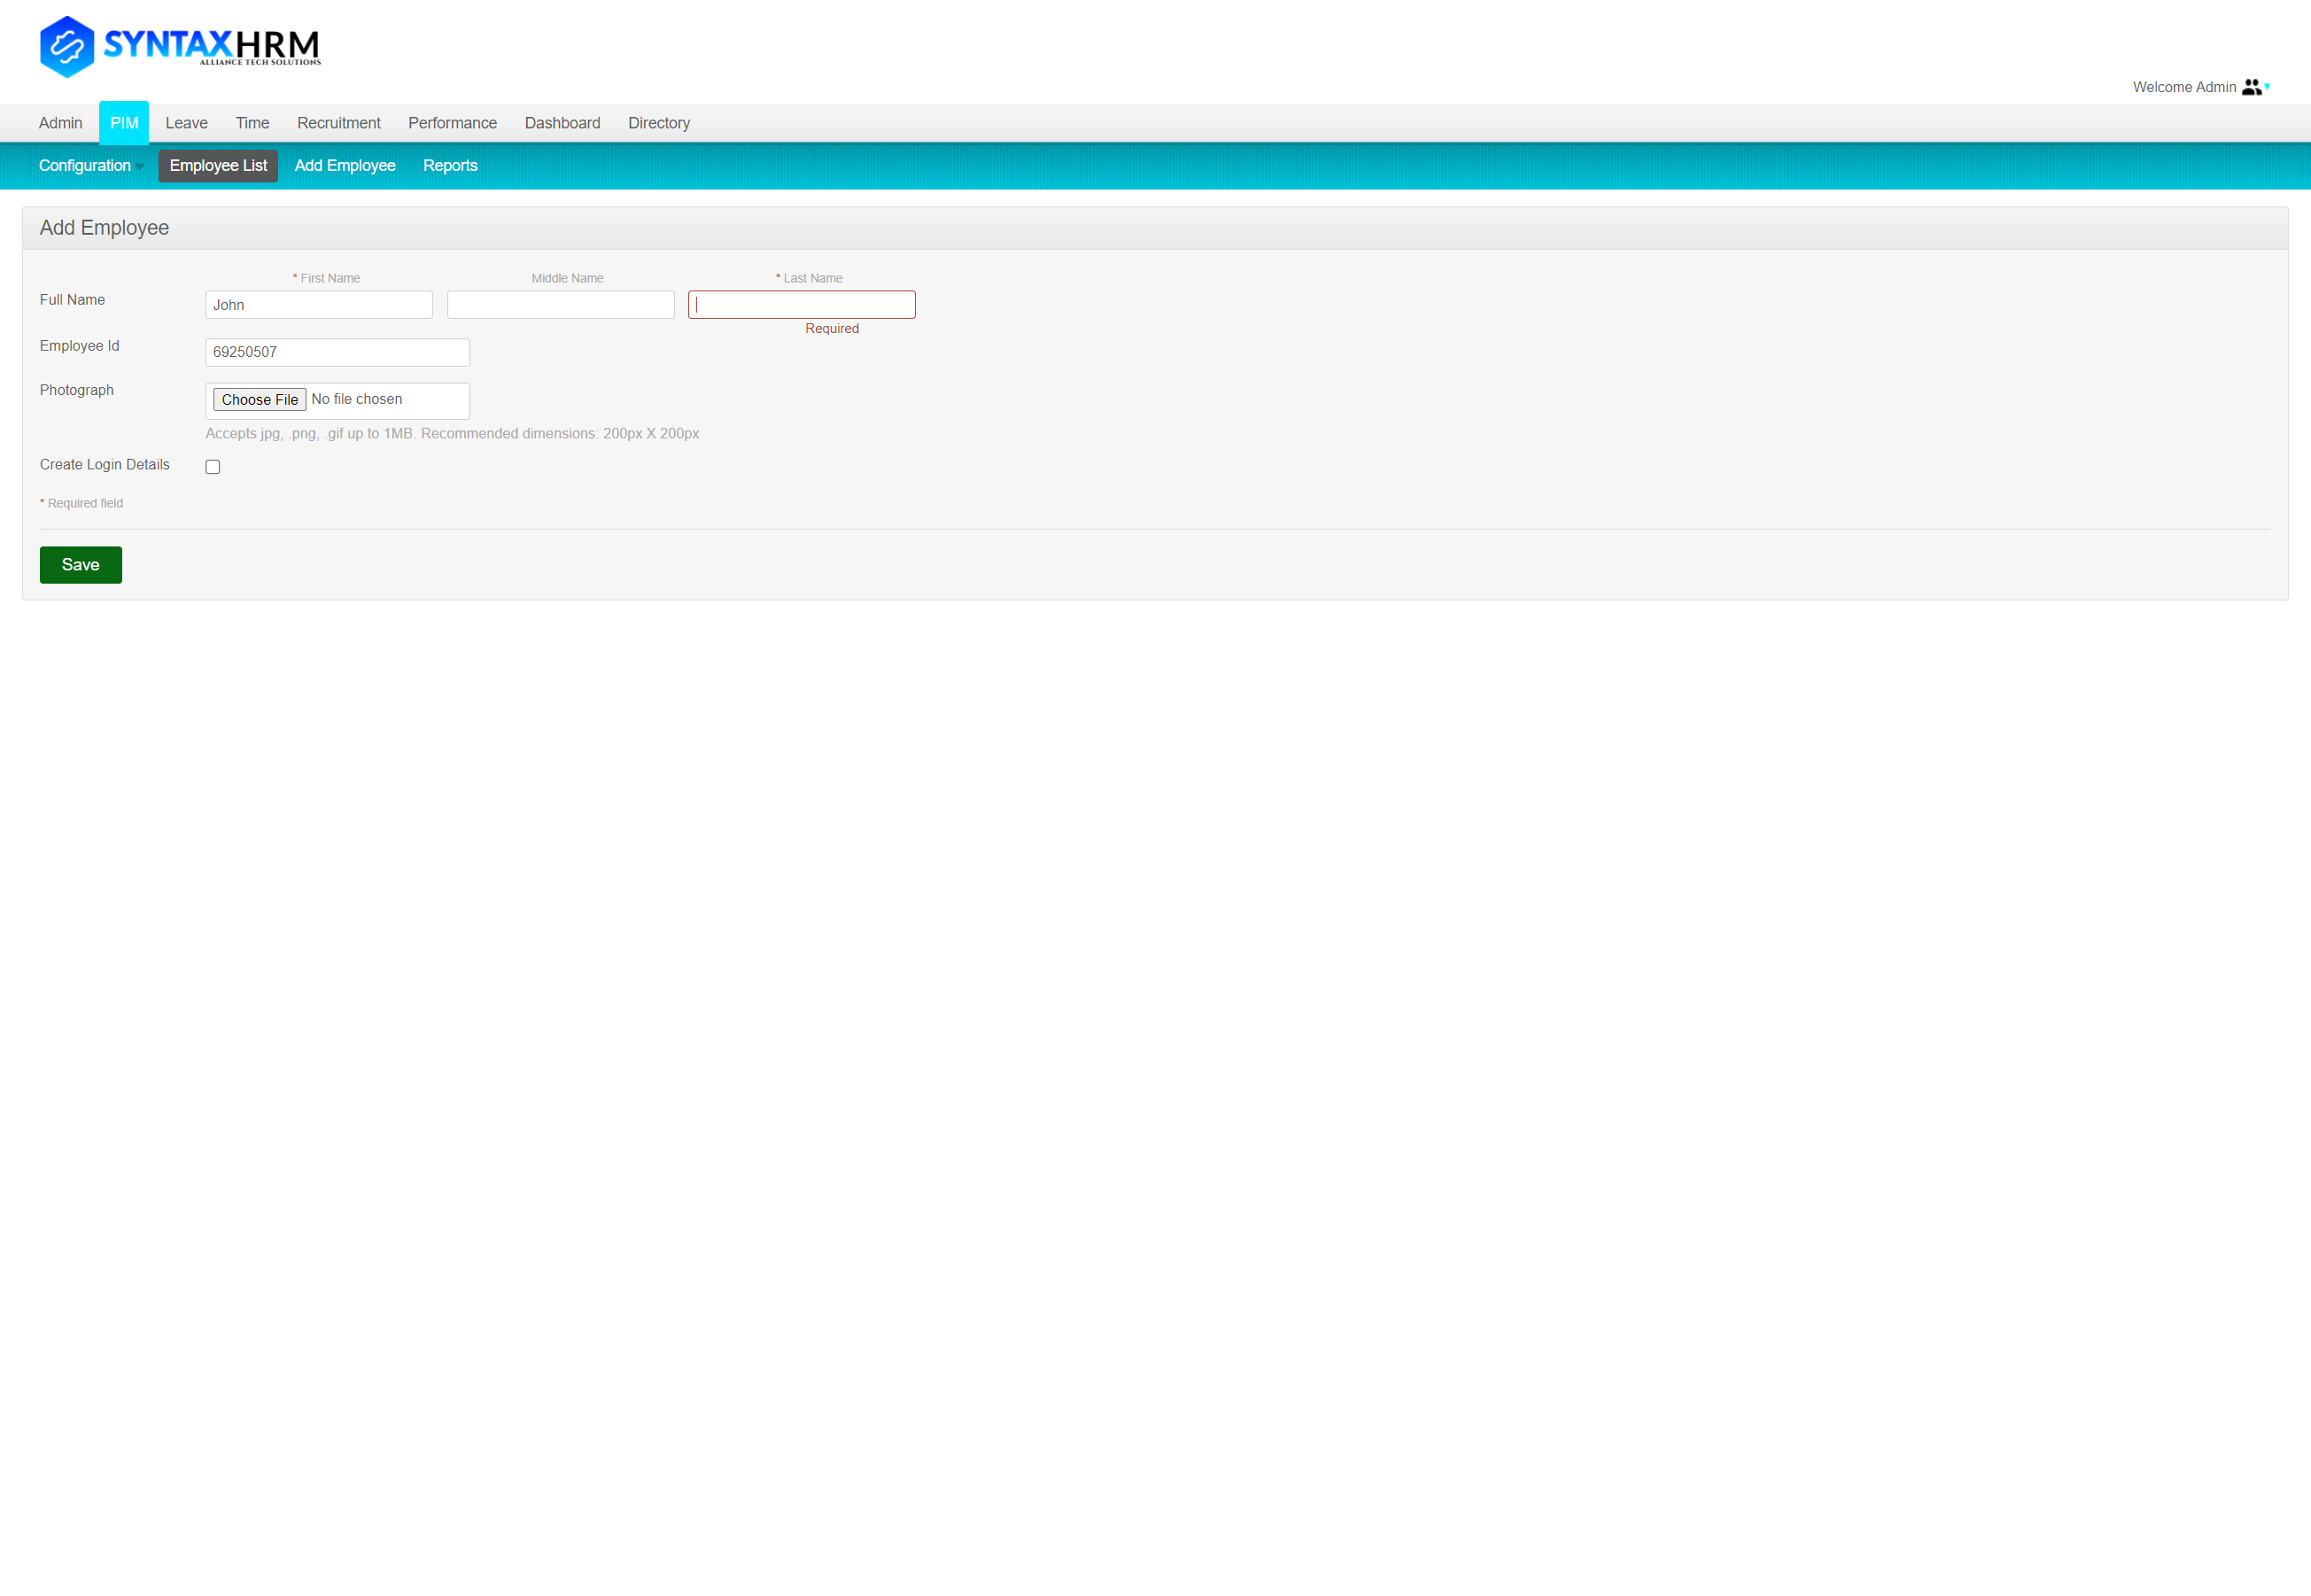 SYNTAXHRM
ALLIANCE TECH SOLUTIONS
Welcome Admin
Admin PIM Leave Time Recruitment Performance Dashboard Directory
Configuration Employee List Add Employee Reports
Add Employee
* First Name Middle Name * Last Name
Full Name John
Required
Employee Id 69250507
Photograph Choose File No file chosen
Accepts jpg, .png, .gif up to 1MB. Recommended dimensions: 200px X 200px
Create Login Details
* Required field
Save